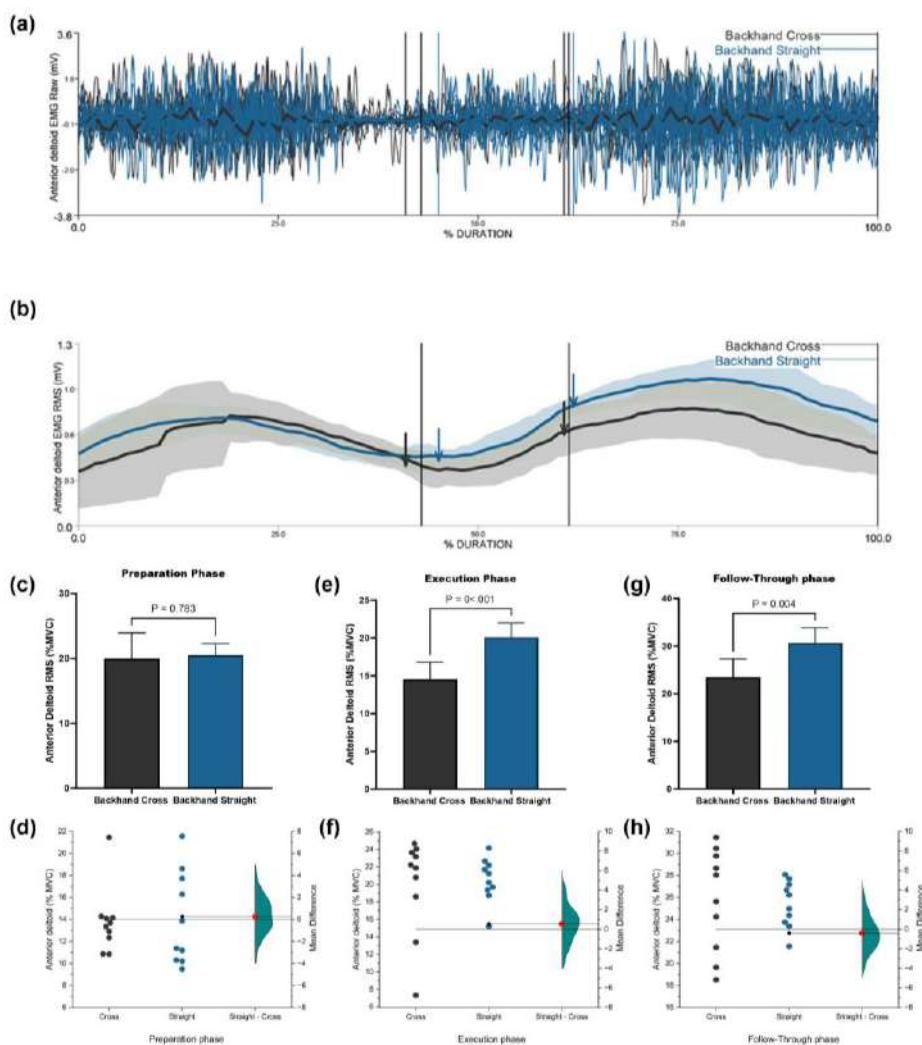 (a)
3.6
1.8
-0.1
-2.0
-3.8
Anterior deltoid EMG Raw (mV)
Backhand Cross
Backhand Straight
0.0
25.0
50.0
75.0
100.0
% DURATION
(b)
1.3
1.0
0.6
0.3
0.0
Anterior deltoid EMG RMS (mV)
Backhand Cross
Backhand Straight
0.0
25.0
50.0
75.0
100.0
% DURATION
(c)
Preparation Phase
P = 0.783
30
20
10
0
Anterior Deltoid RMS (%MVC)
Backhand Cross
Backhand Straight
(e)
Execution Phase
P = 0<.001
25
20
15
10
5
0
Anterior Deltoid RMS (%MVC)
Backhand Cross
Backhand Straight
(g)
Follow-Through phase
P = 0.004
40
30
20
10
0
Anterior Deltoid RMS (%MVC)
Backhand Cross
Backhand Straight
(d)
22
20
18
16
14
12
10
8
6
Anterior deltoid (% MVC)
8
6
4
2
0
-2
-4
-6
-8
Mean Difference
Cross
Straight
Straight - Cross
Preparation phase
(f)
26
24
22
20
18
16
14
12
10
8
6
Anterior deltoid (% MVC)
10
8
6
4
2
0
-2
-4
-6
-8
Mean Difference
Cross
Straight
Straight - Cross
Execution phase
(h)
32
30
28
26
24
22
20
18
16
Anterior deltoid (% MVC)
10
8
6
4
2
0
-2
-4
-6
-8
Mean Difference
Cross
Straight
Straight - Cross
Follow-Through phase